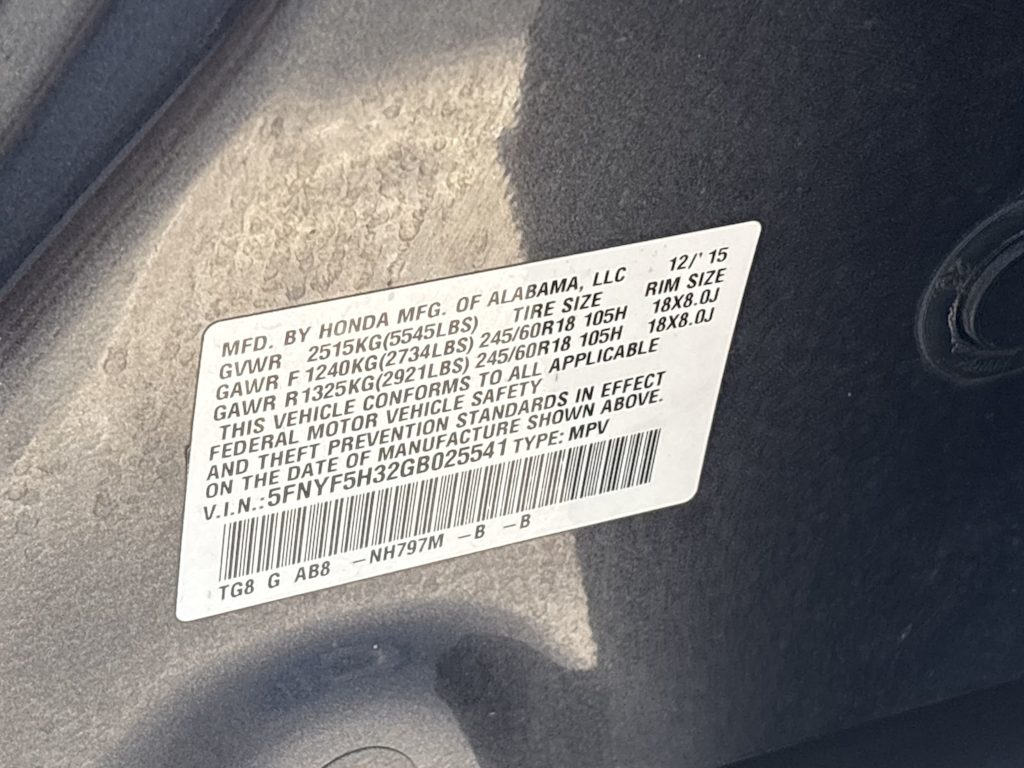 MFD. BY HONDA MFG. OF ALABAMA, LLC 12/' 15
GVWR 2515KG(5545LBS) TIRE SIZE RIM SIZE
GAWR F 1240KG(2734LBS) 245/60R18 105H 18X8.0J
GAWR R 1325KG(2921LBS) 245/60R18 105H 18X8.0J
THIS VEHICLE CONFORMS TO ALL APPLICABLE
FEDERAL MOTOR VEHICLE SAFETY
AND THEFT PREVENTION STANDARDS IN EFFECT
ON THE DATE OF MANUFACTURE SHOWN ABOVE.
V.I.N.:5FNYF5H32GB025541 TYPE: MPV
TG8 G AB8 -NH797M -B -B